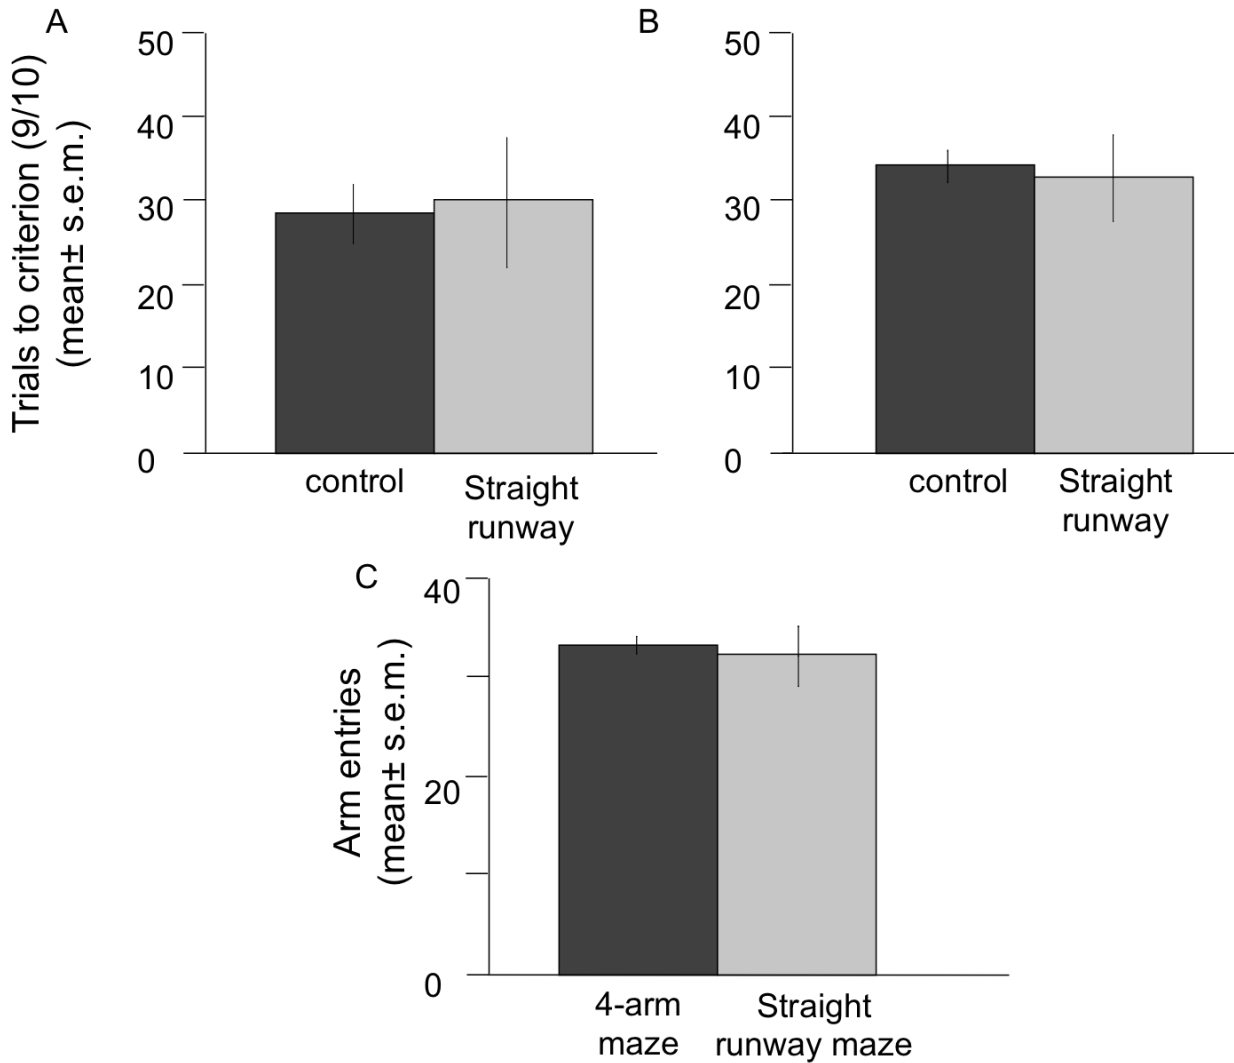 A
Trials to criterion (9/10)
(mean± s.e.m.)
50
40
30
20
10
0
control
Straight
runway
B
50
40
30
20
10
0
control
Straight
runway
C
Arm entries
(mean± s.e.m.)
40
20
0
4-arm
maze
Straight
runway maze